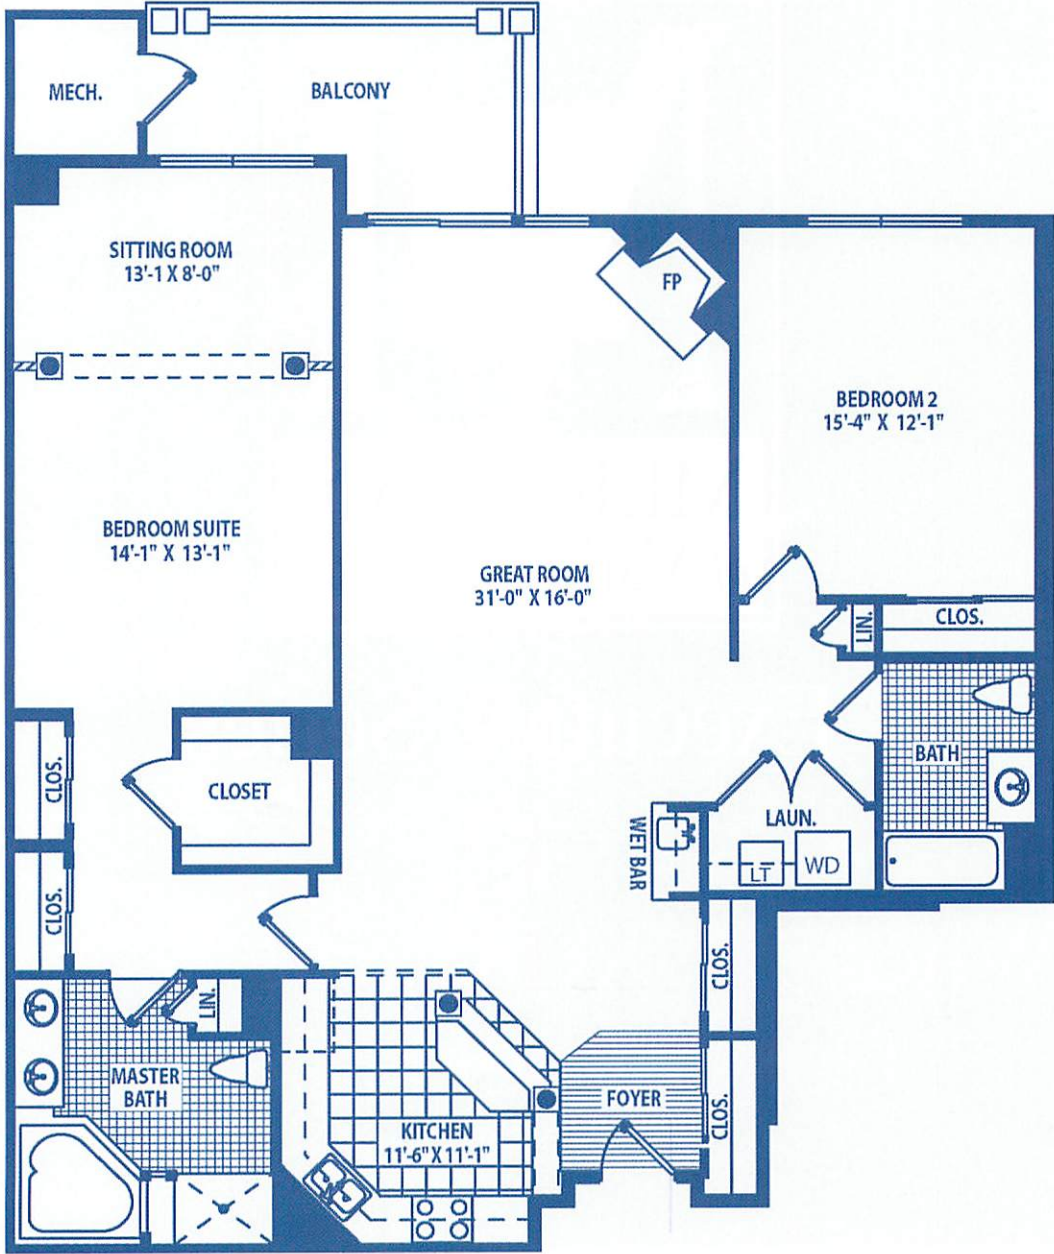 MECH.
BALCONY
SITTING ROOM
13'-1 X 8'-0"
FP
BEDROOM 2
15'-4" X 12'-1"
BEDROOM SUITE
14'-1" X 13'-1"
GREAT ROOM
31'-0" X 16'-0"
LIN.
CLOS.
BATH
CLOS.
CLOSET
LAUN.
WET BAR
LT
WD
CLOS.
CLOS.
LIN.
MASTER
BATH
FOYER
CLOS.
KITCHEN
11'-6" X 11'-1"